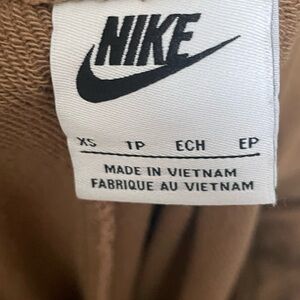 NIKE
XS TP ECH EP
MADE IN VIETNAM
FABRIQUE AU VIETNAM